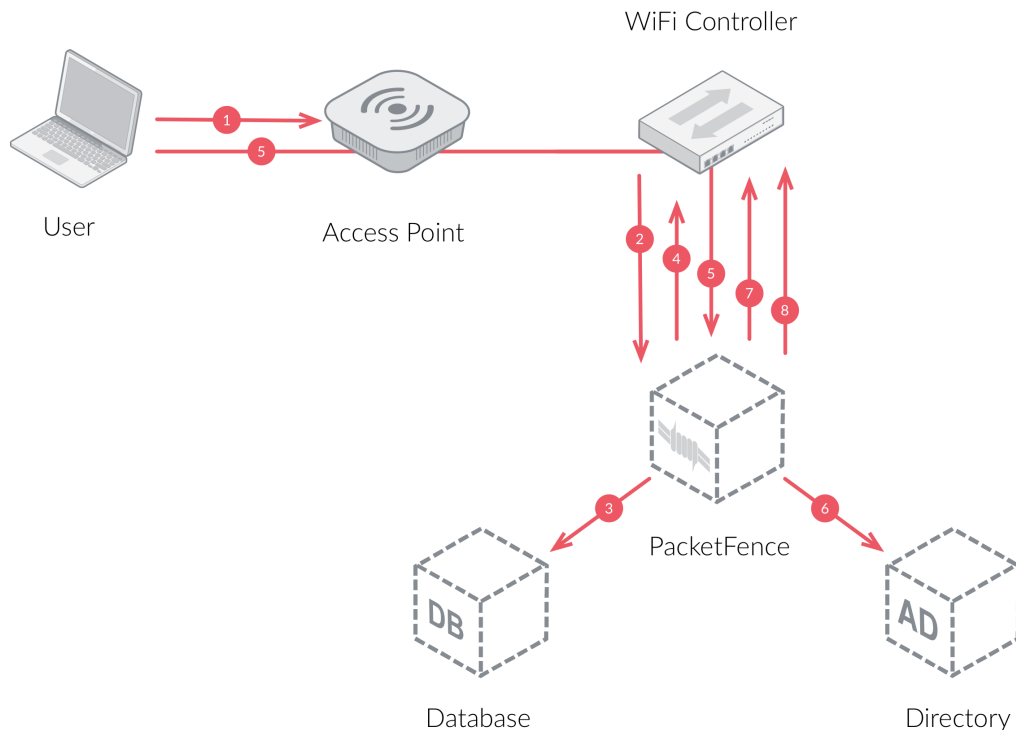 WiFi Controller
1
5
User
Access Point
2
4
5
7
8
PacketFence
3
6
DB
AD
Database
Directory